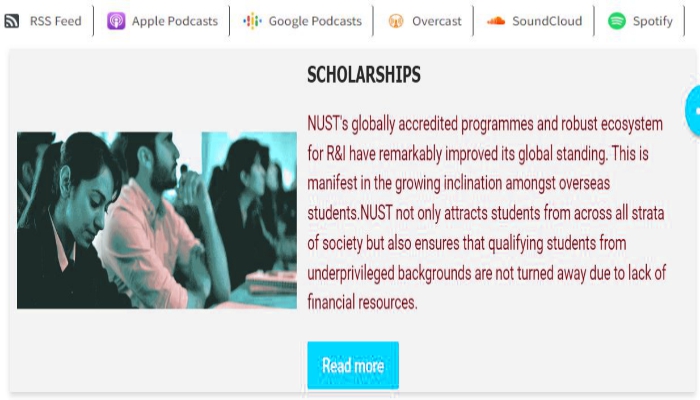 RSS Feed Apple Podcasts Google Podcasts Overcast SoundCloud Spotify
SCHOLARSHIPS
NUST's globally accredited programmes and robust ecosystem
for R&I have remarkably improved its global standing. This is
manifest in the growing inclination amongst overseas
students.NUST not only attracts students from across all strata
of society but also ensures that qualifying students from
underprivileged backgrounds are not turned away due to lack of
financial resources.
Read more